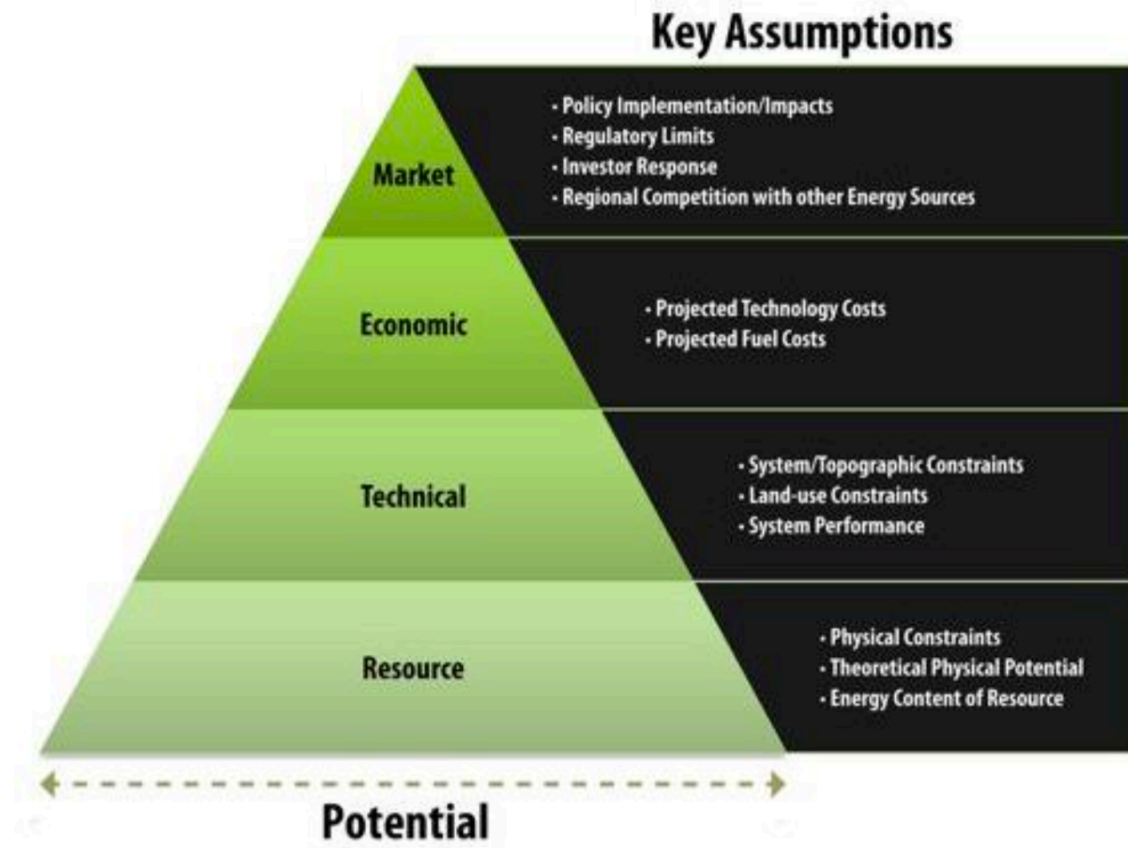 Key Assumptions
Market
• Policy Implementation/Impacts
• Regulatory Limits
• Investor Response
• Regional Competition with other Energy Sources
Economic
• Projected Technology Costs
• Projected Fuel Costs
Technical
• System/Topographic Constraints
• Land-use Constraints
• System Performance
Resource
• Physical Constraints
• Theoretical Physical Potential
• Energy Content of Resource
Potential